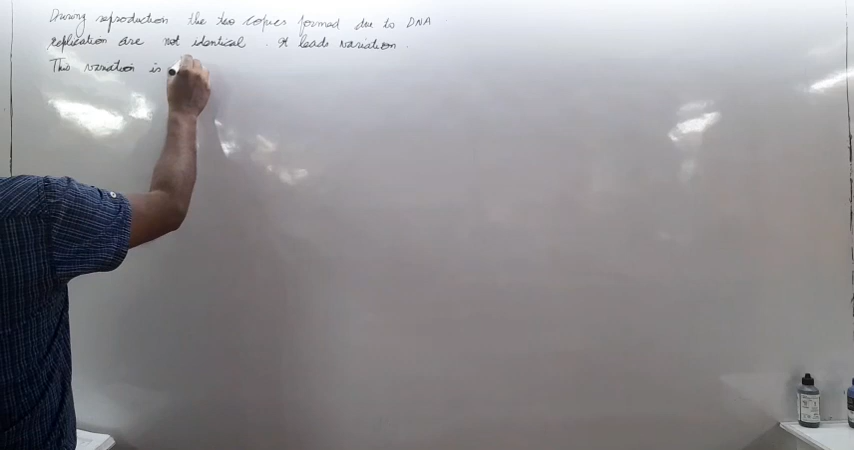 During reproduction the two copies formed due to DNA
replication are not identical. It leads variation.
This variation is